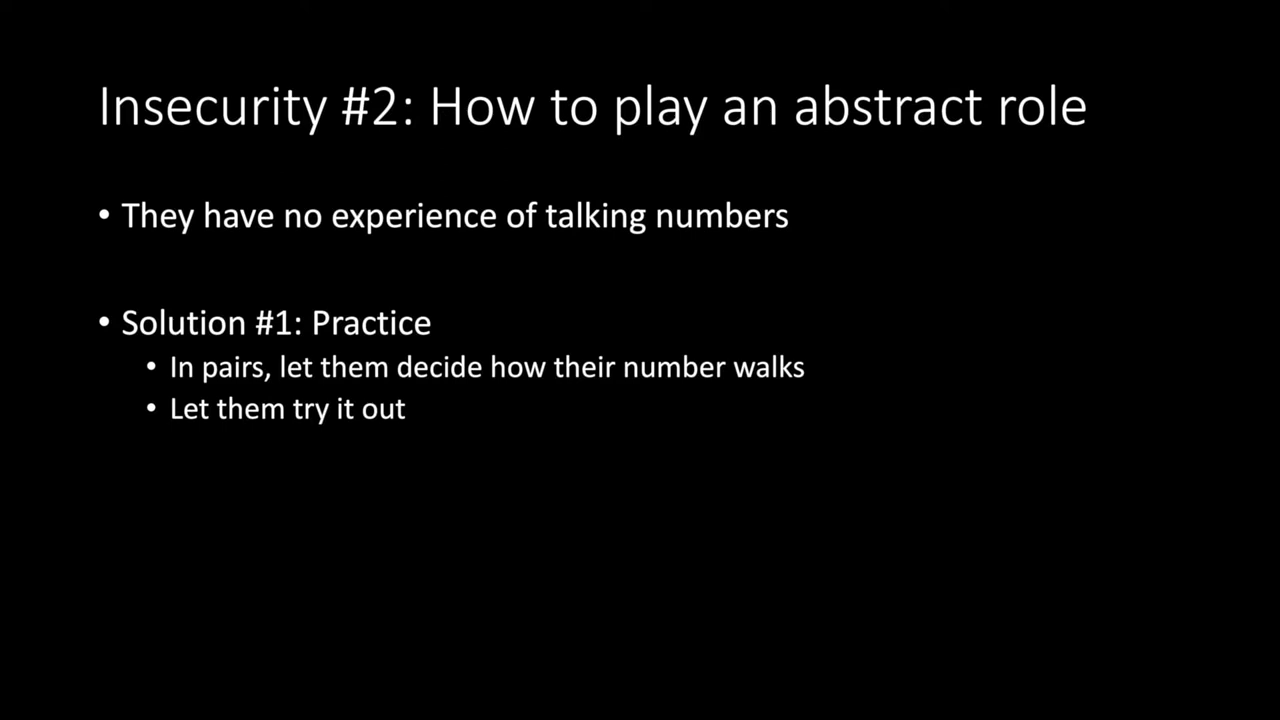 Insecurity #2: How to play an abstract role
• They have no experience of talking numbers
• Solution #1: Practice
• In pairs, let them decide how their number walks
• Let them try it out